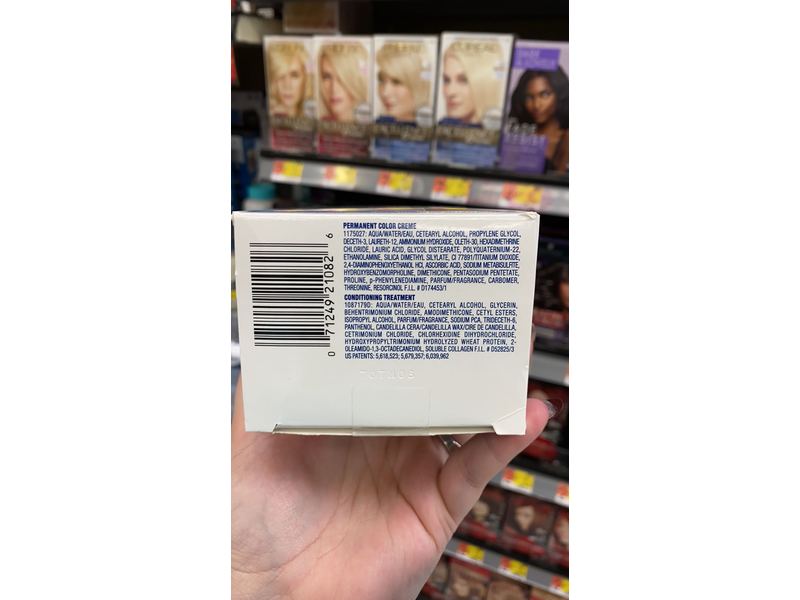 PERMANENT COLOR CREME
1175027: AQUA/WATER/EAU, CETEARYL ALCOHOL, PROPYLENE GLYCOL,
DECETH-3, LAURETH-12, AMMONIUM HYDROXIDE, OLETH-30, HEXADIMETHRINE
CHLORIDE, LAURIC ACID, GLYCOL DISTEARATE, POLYQUATERNIUM-22,
ETHANOLAMINE, SILICA DIMETHYL SILYLATE, CI 77891/TITANIUM DIOXIDE,
2,4-DIAMINOPHENOXYETHANOL HCl, ASCORBIC ACID, SODIUM METABISULFITE,
HYDROXYBENZOMORPHOLINE, DIMETHICONE, PENTASODIUM PENTETATE,
PROLINE, p-PHENYLENEDIAMINE, PARFUM/FRAGRANCE, CARBOMER,
THREONINE, RESORCINOL F.I.L. # D174453/1
CONDITIONING TREATMENT
1087179D: AQUA/WATER/EAU, CETEARYL ALCOHOL, GLYCERIN,
BEHENTRIMONIUM CHLORIDE, AMODIMETHICONE, CETYL ESTERS,
ISOPROPYL ALCOHOL, PARFUM/FRAGRANCE, SODIUM PCA, TRIDECETH-6,
PANTHENOL, CANDELILLA CERA/CANDELILLA WAX/CIRE DE CANDELILLA,
CETRIMONIUM CHLORIDE, CHLORHEXIDINE DIHYDROCHLORIDE,
HYDROXYPROPYLTRIMONIUM HYDROLYZED WHEAT PROTEIN, 2-
OLEAMIDO-1,3-OCTADECANEDIOL, SOLUBLE COLLAGEN F.I.L. # D52825/3
US PATENTS: 5,618,523; 5,679,357; 6,039,962
0 71249 21082 6